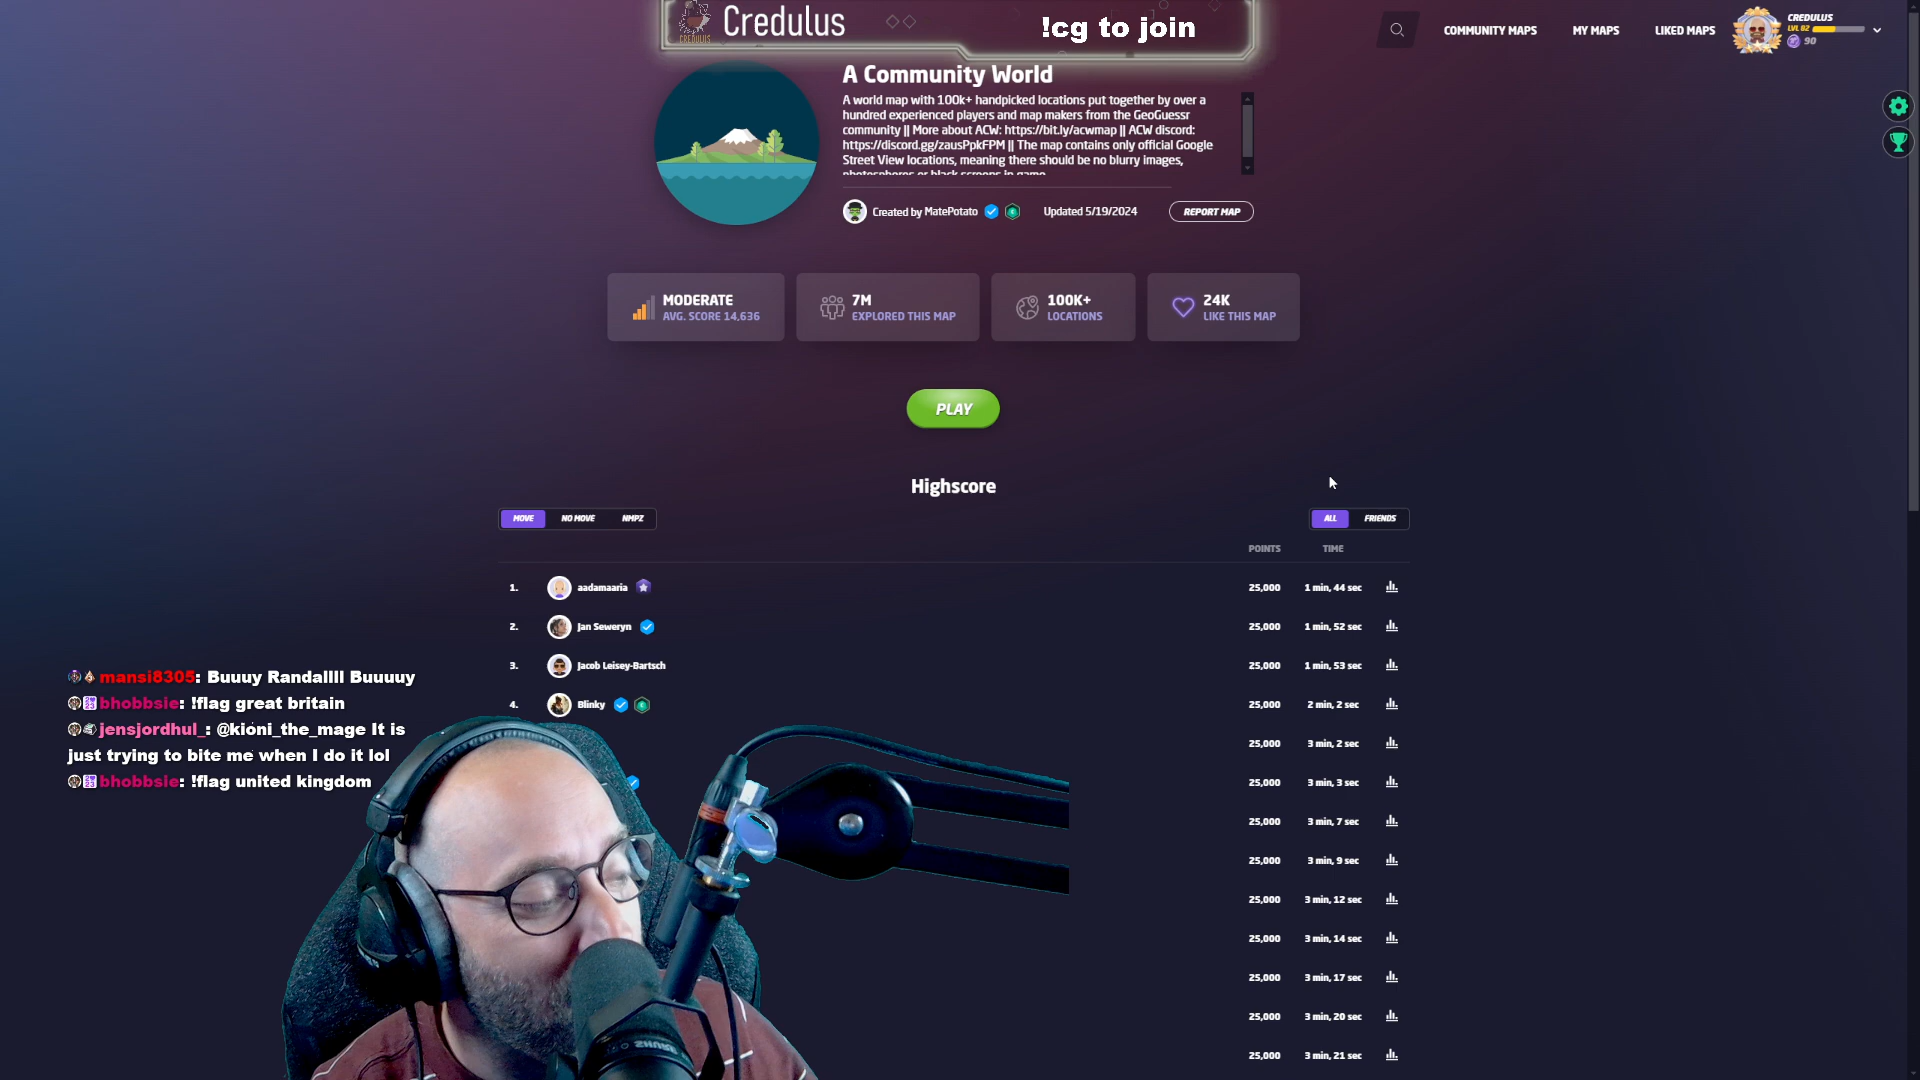 Credulus
!cg to join
COMMUNITY MAPS
MY MAPS
LIKED MAPS
CREDULUS
LVL 82
90
A Community World
A world map with 100k+ handpicked locations put together by over a
hundred experienced players and map makers from the GeoGuessr
community || More about ACW: https://bit.ly/acwmap || ACW discord:
https://discord.gg/zausPpkFPM || The map contains only official Google
Street View locations, meaning there should be no blurry images,
photospheres or black screens in game.
Created by MatePotato
Updated 5/19/2024
REPORT MAP
MODERATE
AVG. SCORE 14,636
7M
EXPLORED THIS MAP
100K+
LOCATIONS
24K
LIKE THIS MAP
PLAY
Highscore
MOVE NO MOVE NMPZ
ALL FRIENDS
POINTS TIME
1. aadamaaria 25,000 1 min, 44 sec
2. Jan Seweryn 25,000 1 min, 52 sec
3. Jacob Leisey-Bartsch 25,000 1 min, 53 sec
4. Blinky 25,000 2 min, 2 sec
25,000 3 min, 2 sec
25,000 3 min, 3 sec
25,000 3 min, 7 sec
25,000 3 min, 9 sec
25,000 3 min, 12 sec
25,000 3 min, 14 sec
25,000 3 min, 17 sec
25,000 3 min, 20 sec
25,000 3 min, 21 sec
mansi8305: Buuuy Randallll Buuuuy
bhobbsie: !flag great britain
jensjordhul_: @kioni_the_mage It is
just trying to bite me when I do it lol
bhobbsie: !flag united kingdom